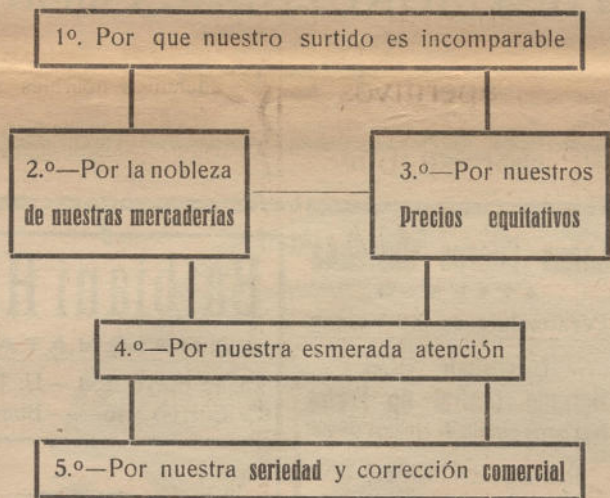 1º. Por que nuestro surtido es incomparable
2.º—Por la nobleza
de nuestras mercaderías
3.º—Por nuestros
Precios equitativos
4.º—Por nuestra esmerada atención
5.º—Por nuestra seriedad y corrección comercial